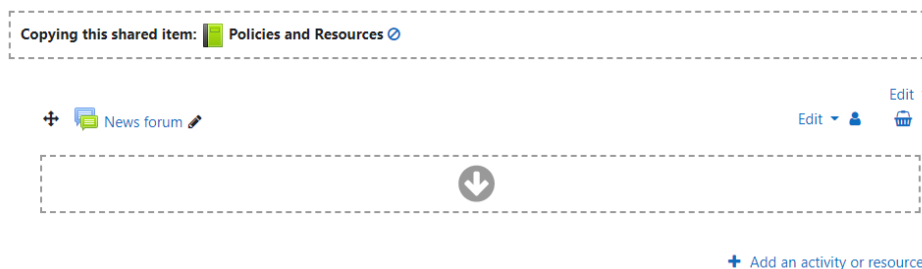 Copying this shared item: Policies and Resources
Edit
News forum Edit
Add an activity or resource